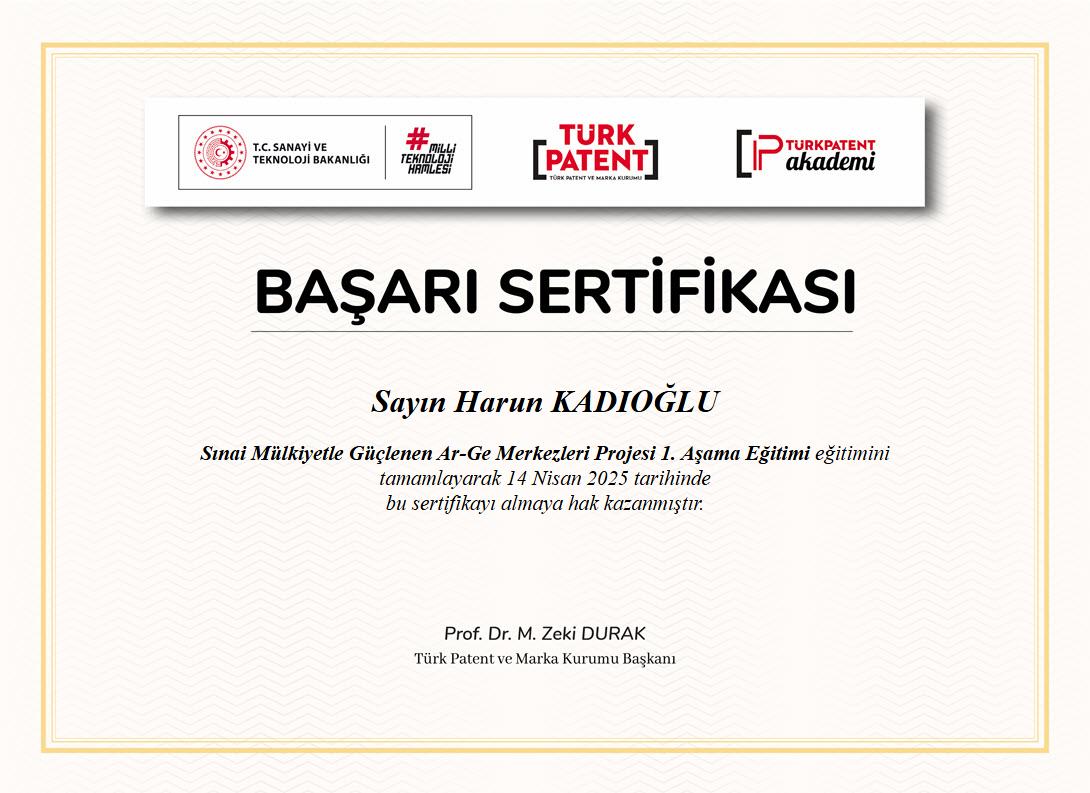 T.C. SANAYİ VE
TEKNOLOJİ BAKANLIĞI
#MİLLİ
TEKNOLOJİ
HAMLESİ
TÜRK
PATENT
TÜRK PATENT VE MARKA KURUMU
IP TÜRKPATENT
akademi
BAŞARI SERTİFİKASI
Sayın Harun KADIOĞLU
Sınai Mülkiyetle Güçlenen Ar-Ge Merkezleri Projesi 1. Aşama Eğitimi eğitimini
tamamlayarak 14 Nisan 2025 tarihinde
bu sertifikayı almaya hak kazanmıştır.
Prof. Dr. M. Zeki DURAK
Türk Patent ve Marka Kurumu Başkanı